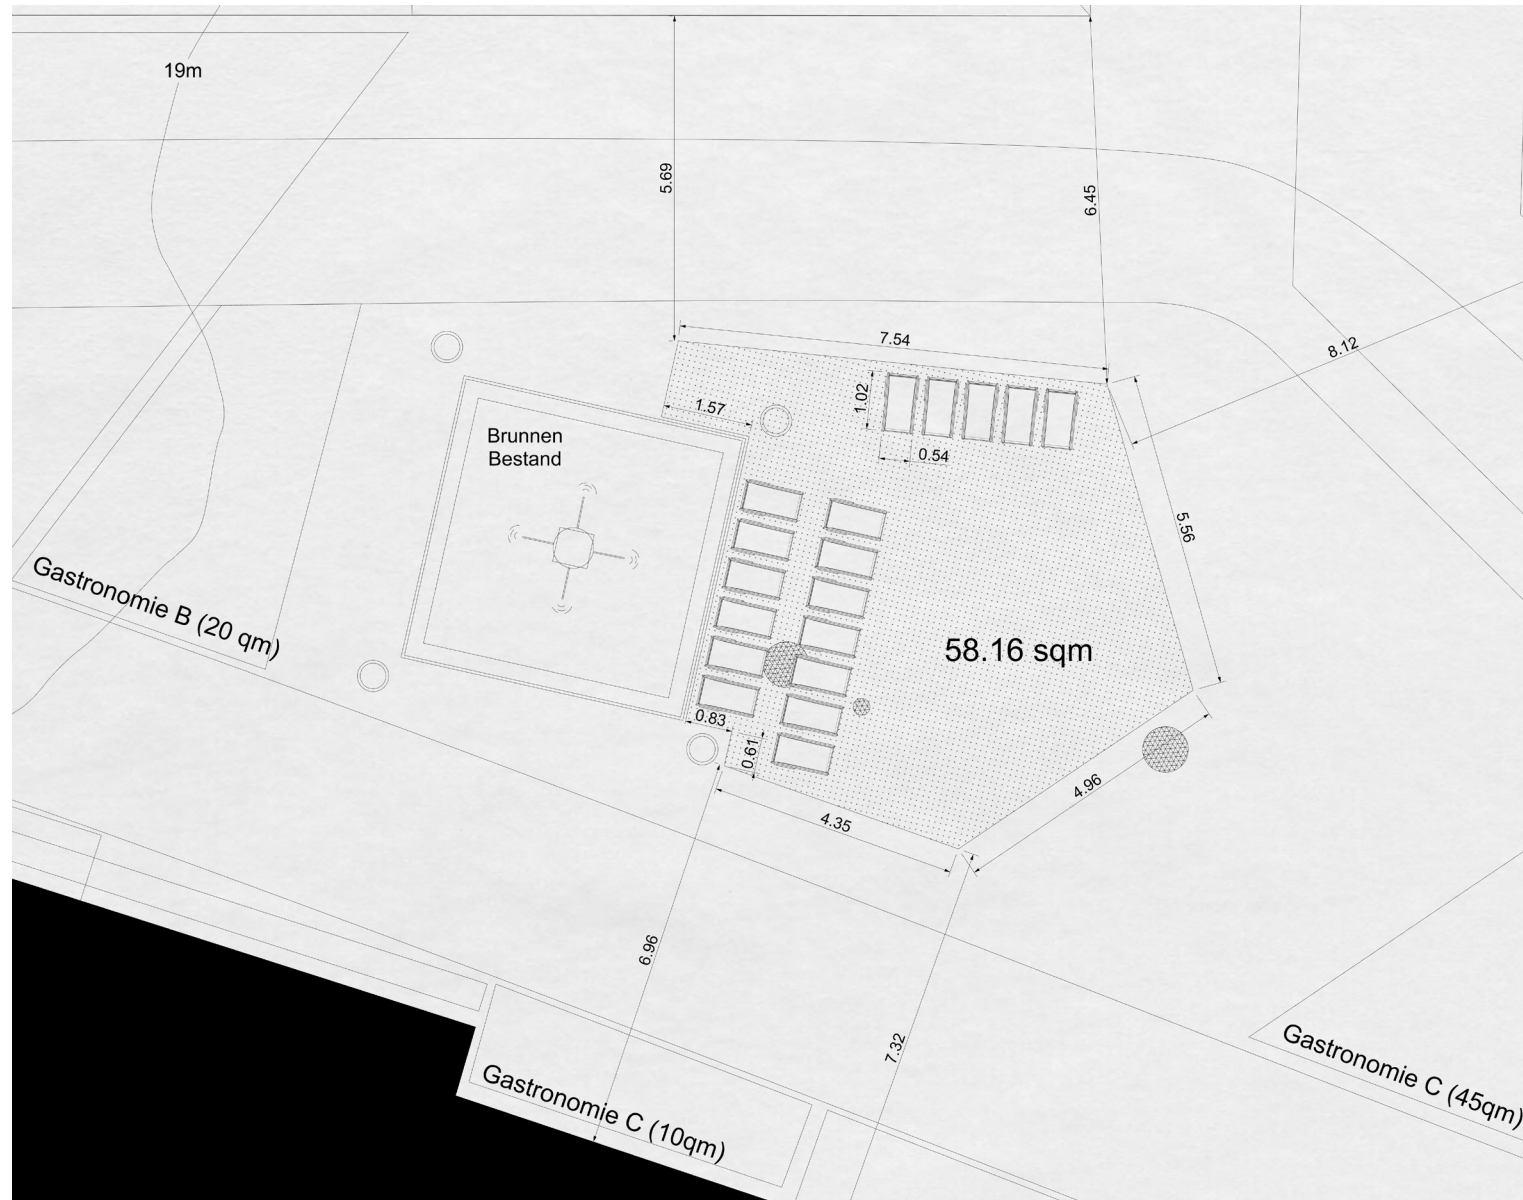 19m
5.69
6.45
8.12
7.54
1.02
1.57
0.54
Brunnen
Bestand
5.56
58.16 sqm
Gastronomie B (20 qm)
0.83
0.61
4.96
4.35
6.96
7.32
Gastronomie C (45qm)
Gastronomie C (10qm)